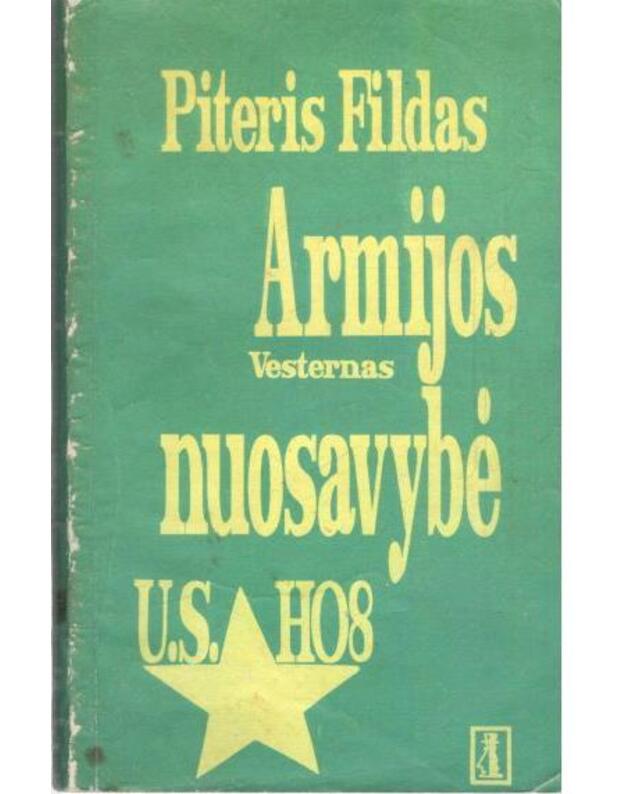 Piteris Fildas
Armijos
Vesternas
nuosavybė
U.S. HO8